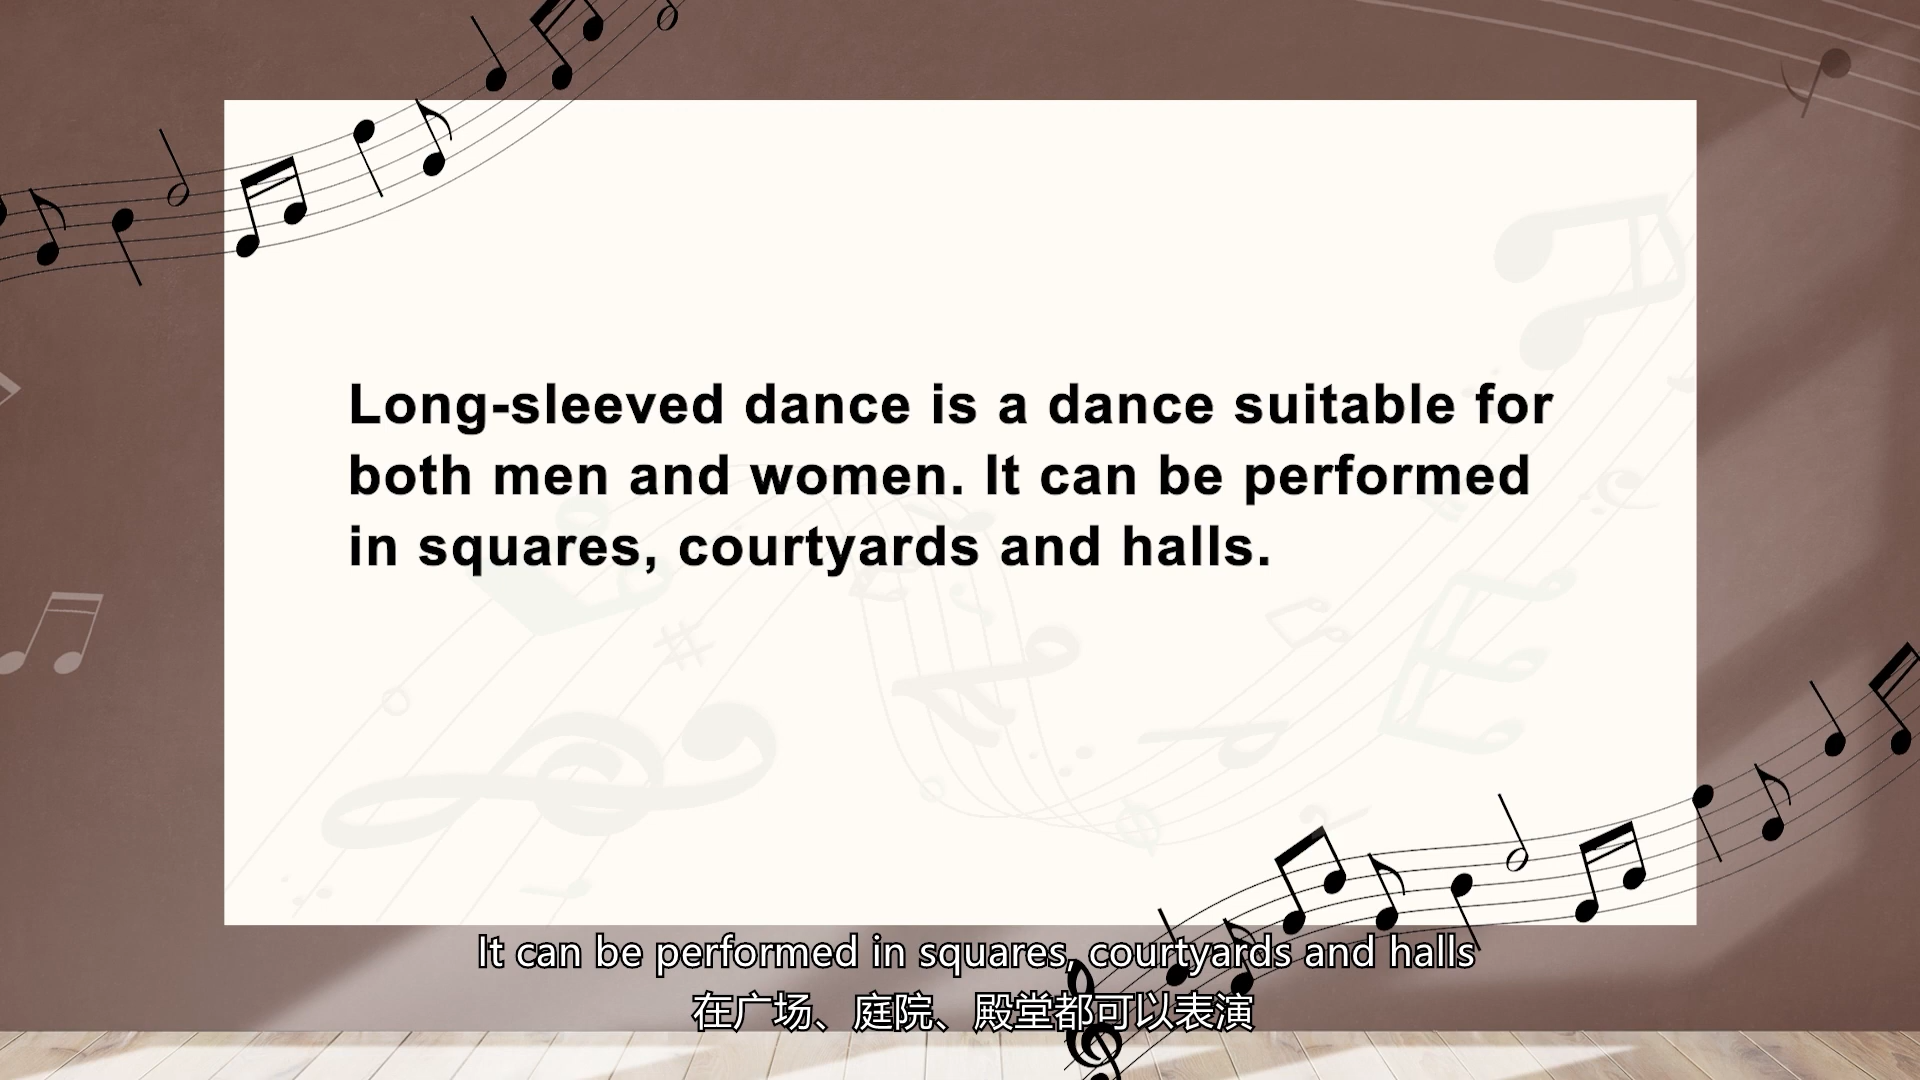 Long-sleeved dance is a dance suitable for
both men and women. It can be performed
in squares, courtyards and halls.
It can be performed in squares, courtyards and halls
在广场、庭院、殿堂都可以表演